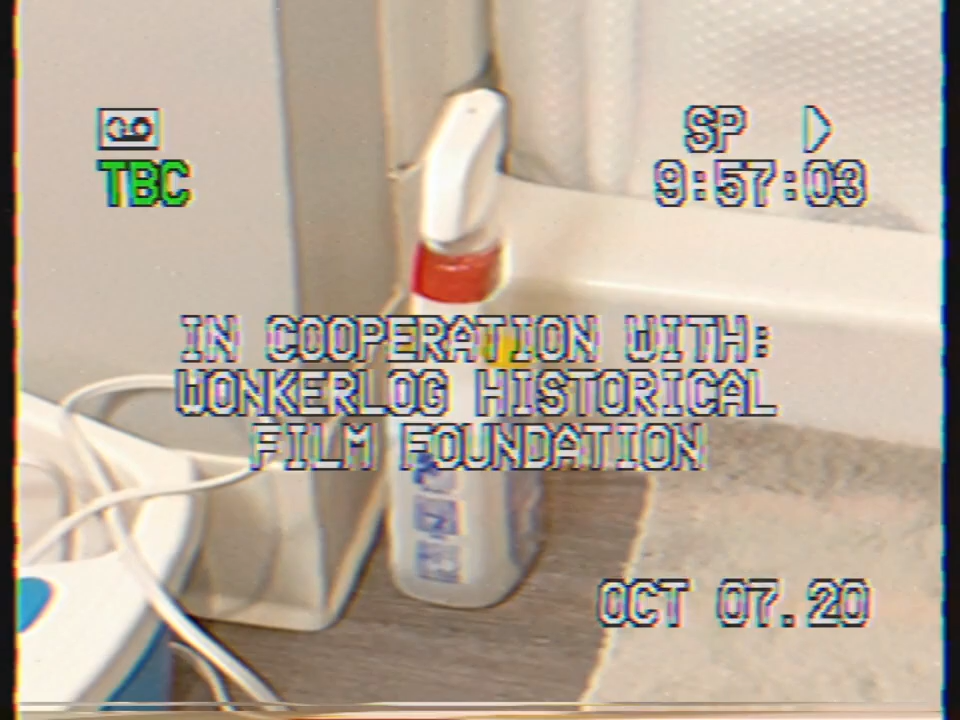 TBC
SP
9:57:03
IN COOPERATION WITH:
WONKERLOG HISTORICAL
FILM FOUNDATION
OCT 07.20